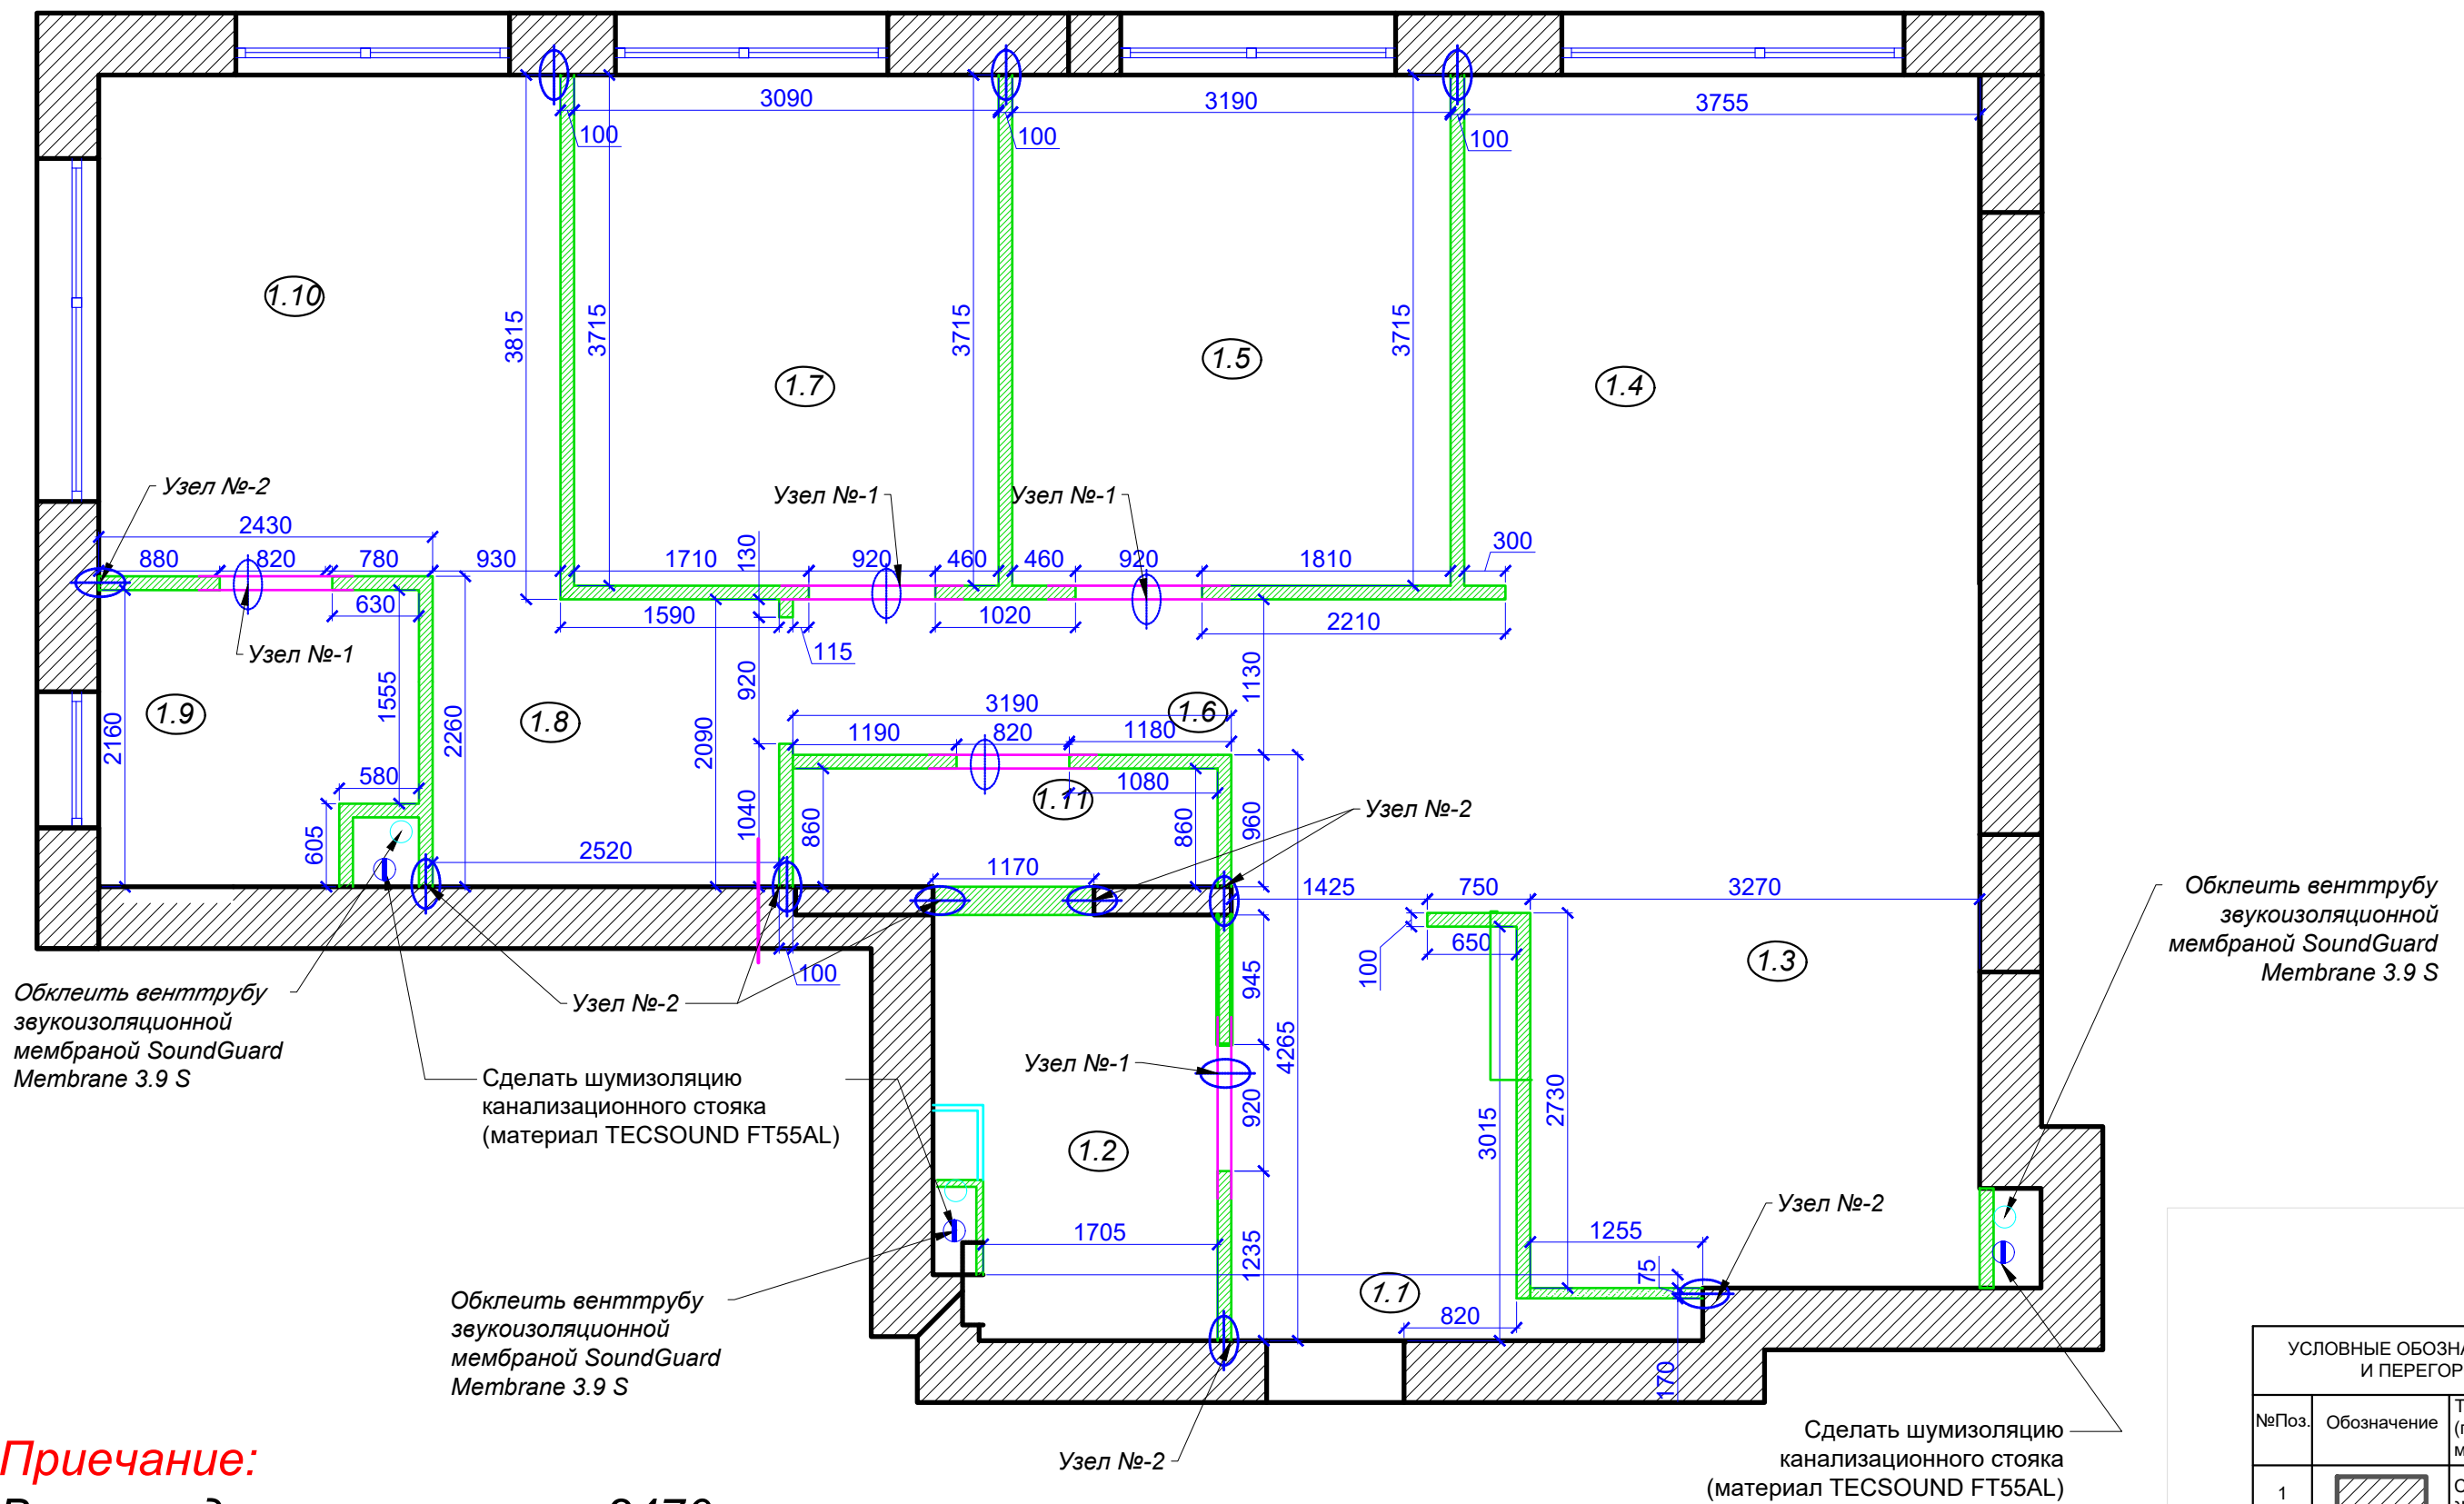 3090
3190
3755
100
100
100
1.10
3815
3715
3715
3715
1.7
1.5
1.4
Узел №-2
Узел №-1
Узел №-1
2430
880
820
780
930
1710
130
920
460
460
920
1810
300
630
1590
1020
2210
115
Узел №-1
1.9
2160
1555
2260
1.8
2090
920
3190
1.6
1130
1190
820
1180
580
1080
1.11
605
1040
860
860
960
Узел №-2
2520
1170
1425
750
3270
100
650
100
945
1.3
Обклеить венттрубу
звукоизоляционной
мембраной SoundGuard
Membrane 3.9 S
Обклеить венттрубу
звукоизоляционной
мембраной SoundGuard
Membrane 3.9 S
Узел №-2
Сделать шумизоляцию
канализационного стояка
(материал TECSOUND FT55AL)
Узел №-1
4265
920
1.2
3015
2730
1705
1235
1255
75
Узел №-2
1.1
820
170
Обклеить венттрубу
звукоизоляционной
мембраной SoundGuard
Membrane 3.9 S
Узел №-2
Сделать шумизоляцию
канализационного стояка
(материал TECSOUND FT55AL)
УСЛОВНЫЕ ОБОЗН
И ПЕРЕГОР
№Поз.
Обозначение
1
Приечание: